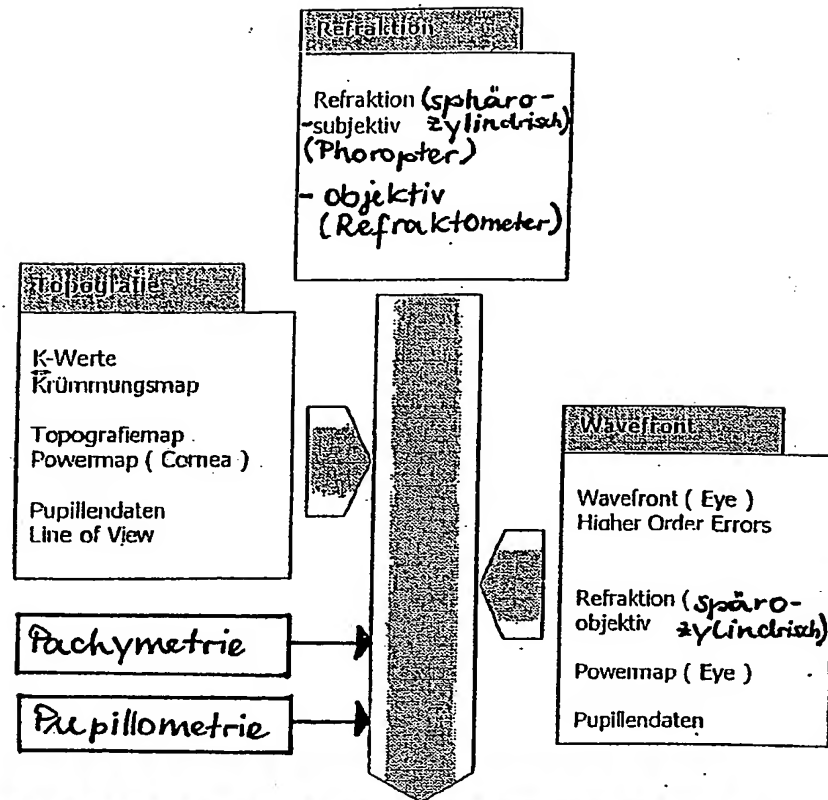 Refraktion
Refraktion (sphäro-
-subjektiv zylindrisch)
(Phoropter)
- objektiv
(Refraktometer)
Topografie
K-Werte
Krümmungsmap
Topografiemap
Powermap ( Cornea )
Pupillendaten
Line of View
Pachymetrie
Pupillometrie
Wavefront
Wavefront ( Eye )
Higher Order Errors
Refraktion (späro-
objektiv zylindrisch)
Powermap ( Eye )
Pupillendaten